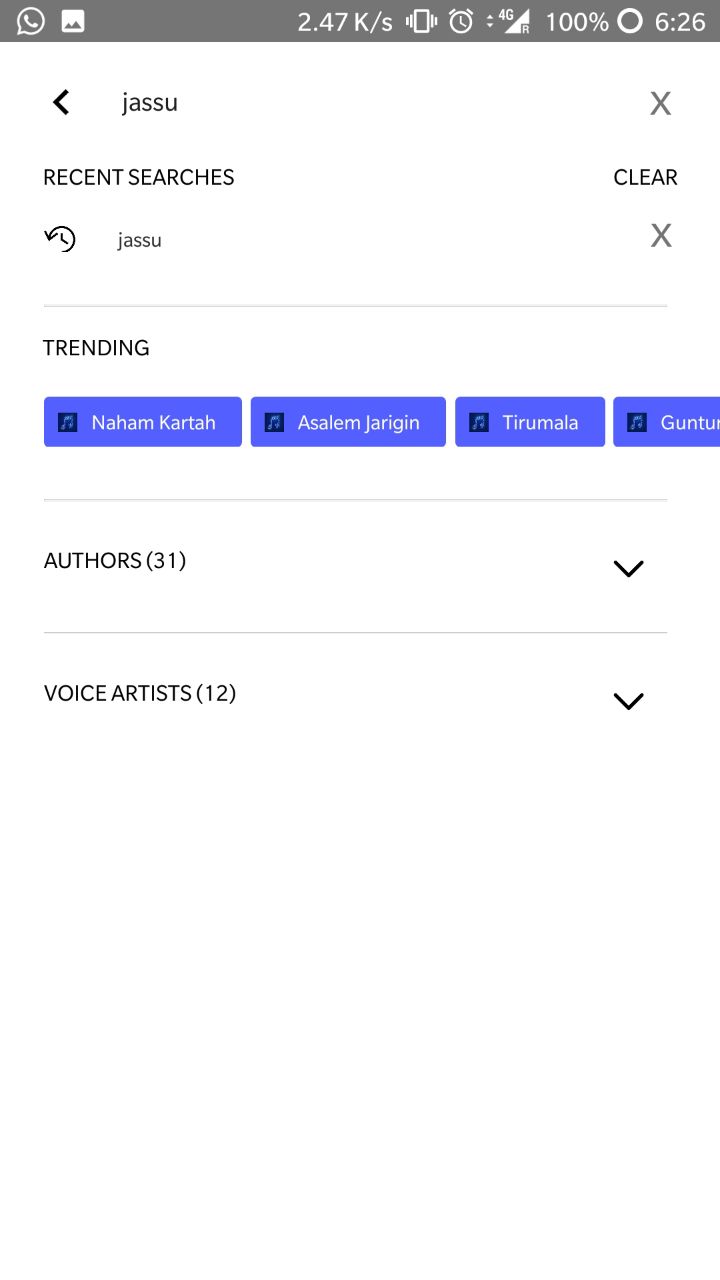 2.47 K/s 4G R 100% 6:26
jassu X
RECENT SEARCHES CLEAR
jassu X
TRENDING
Naham Kartah Asalem Jarigin Tirumala Guntur
AUTHORS (31)
VOICE ARTISTS (12)